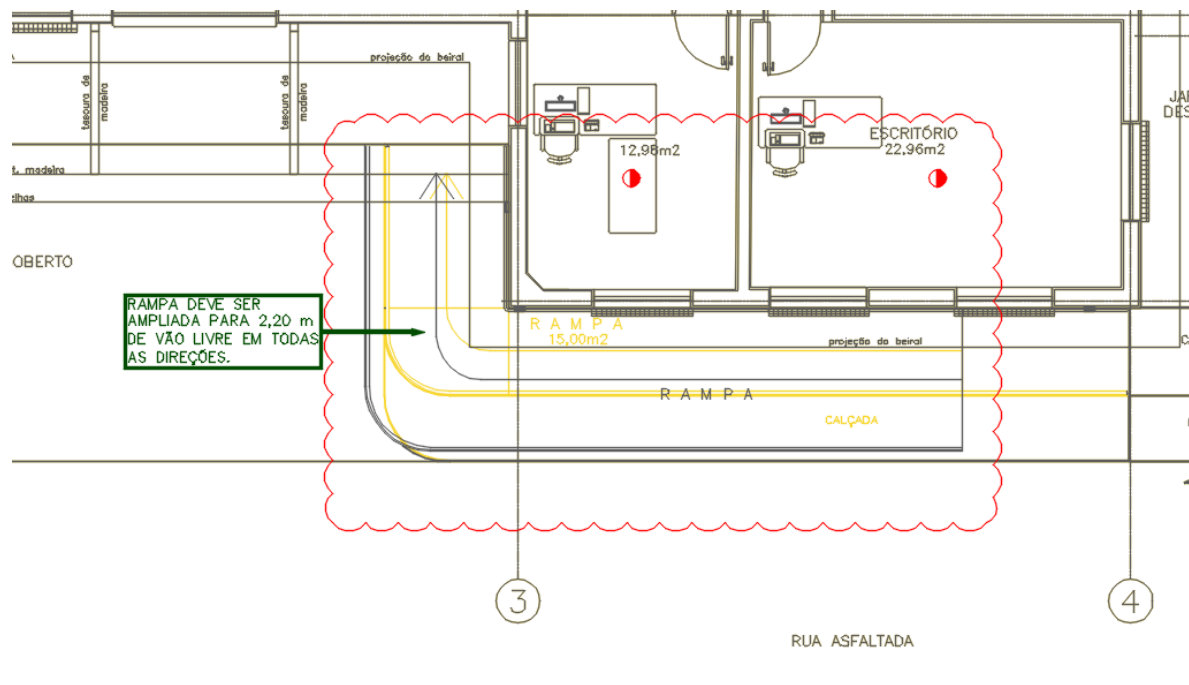 projeção do beiral
tesoura de
madeira
tesoura de
madeira
ESCRITÓRIO
22,96m2
12,98m2
t. madeira
OBERTO
RAMPA DEVE SER
AMPLIADA PARA 2,20 m
DE VÃO LIVRE EM TODAS
AS DIREÇÕES.
R A M P A
15,00m2
projeção do beiral
R A M P A
CALÇADA
3
4
RUA ASFALTADA